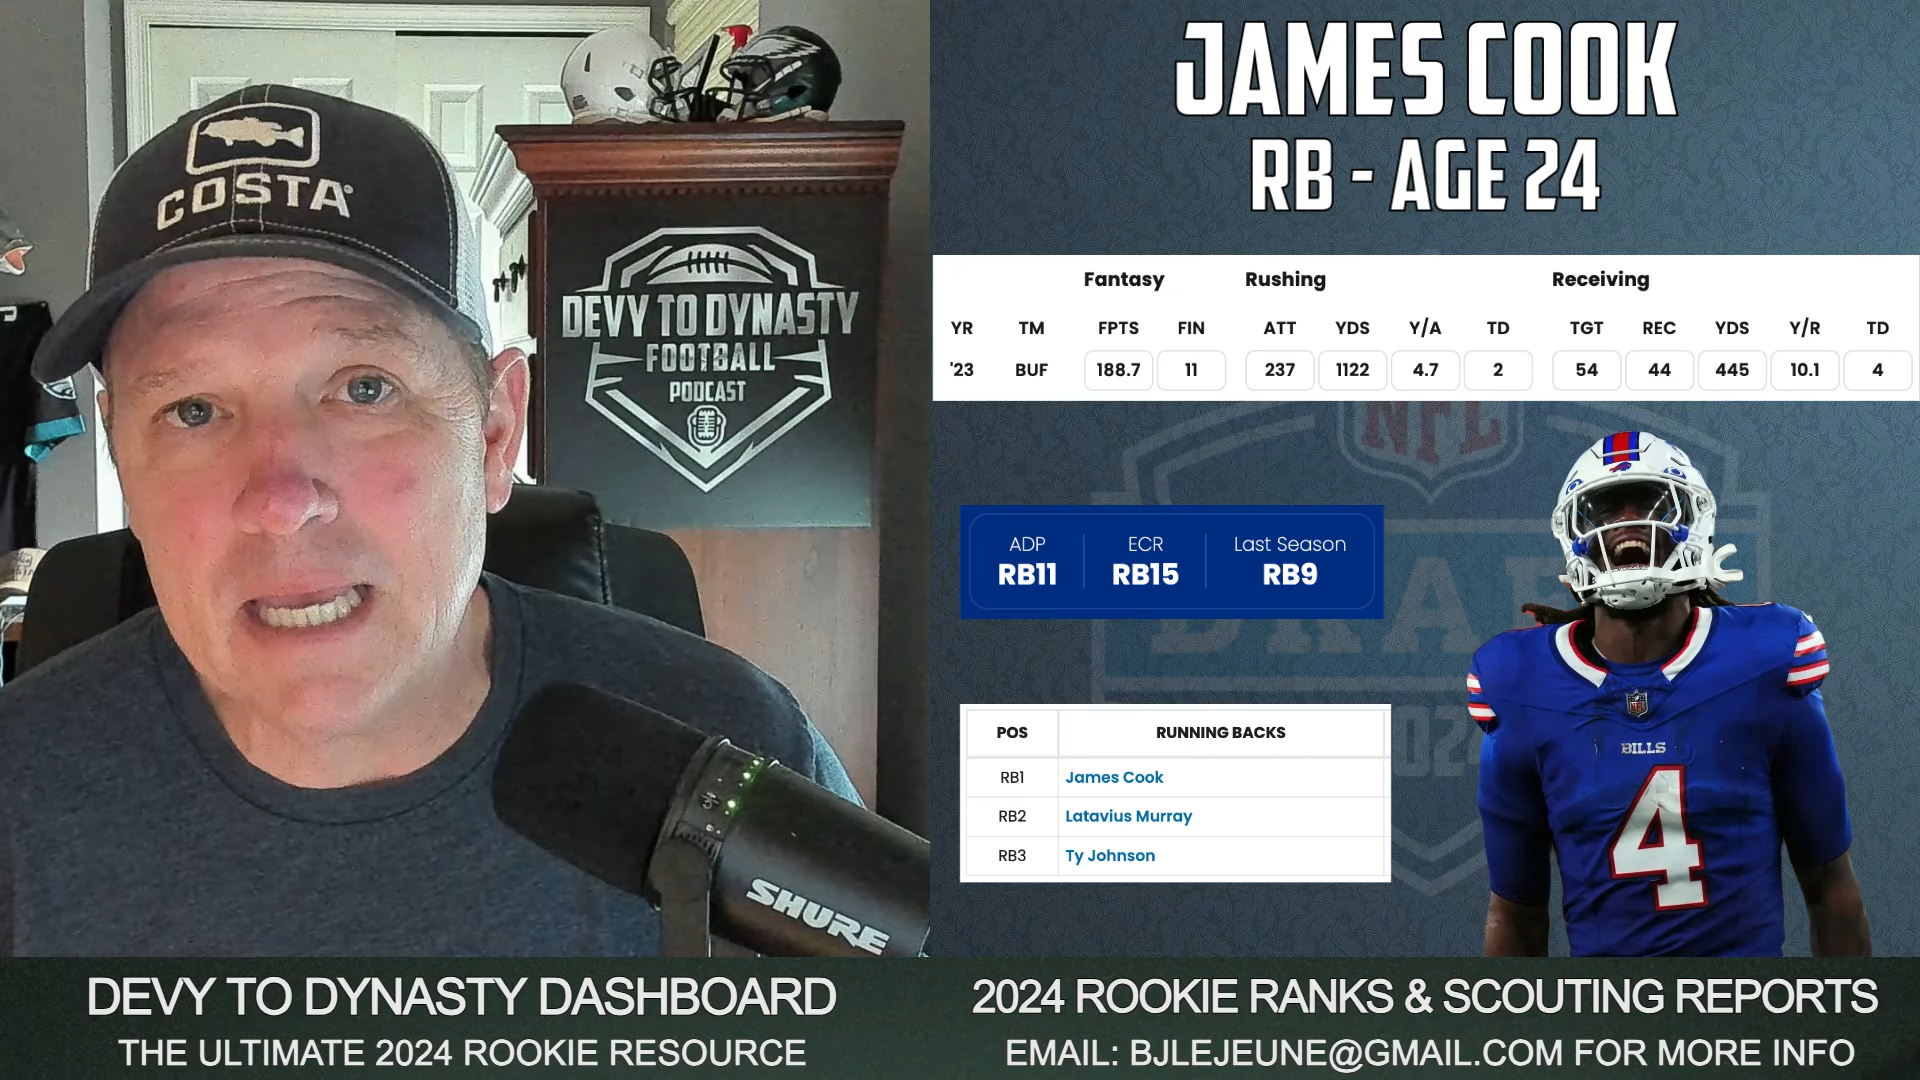 COSTA
DEVY TO DYNASTY
FOOTBALL
PODCAST
SHURE
JAMES COOK
RB - AGE 24
Fantasy Rushing Receiving
YR TM FPTS FIN ATT YDS Y/A TD TGT REC YDS Y/R TD
'23 BUF 188.7 11 237 1122 4.7 2 54 44 445 10.1 4
NFL
ADP ECR Last Season
RB11 RB15 RB9
POS RUNNING BACKS
RB1 James Cook
RB2 Latavius Murray
RB3 Ty Johnson
BILLS
4
DEVY TO DYNASTY DASHBOARD
THE ULTIMATE 2024 ROOKIE RESOURCE
2024 ROOKIE RANKS & SCOUTING REPORTS
EMAIL: BJLEJEUNE@GMAIL.COM FOR MORE INFO